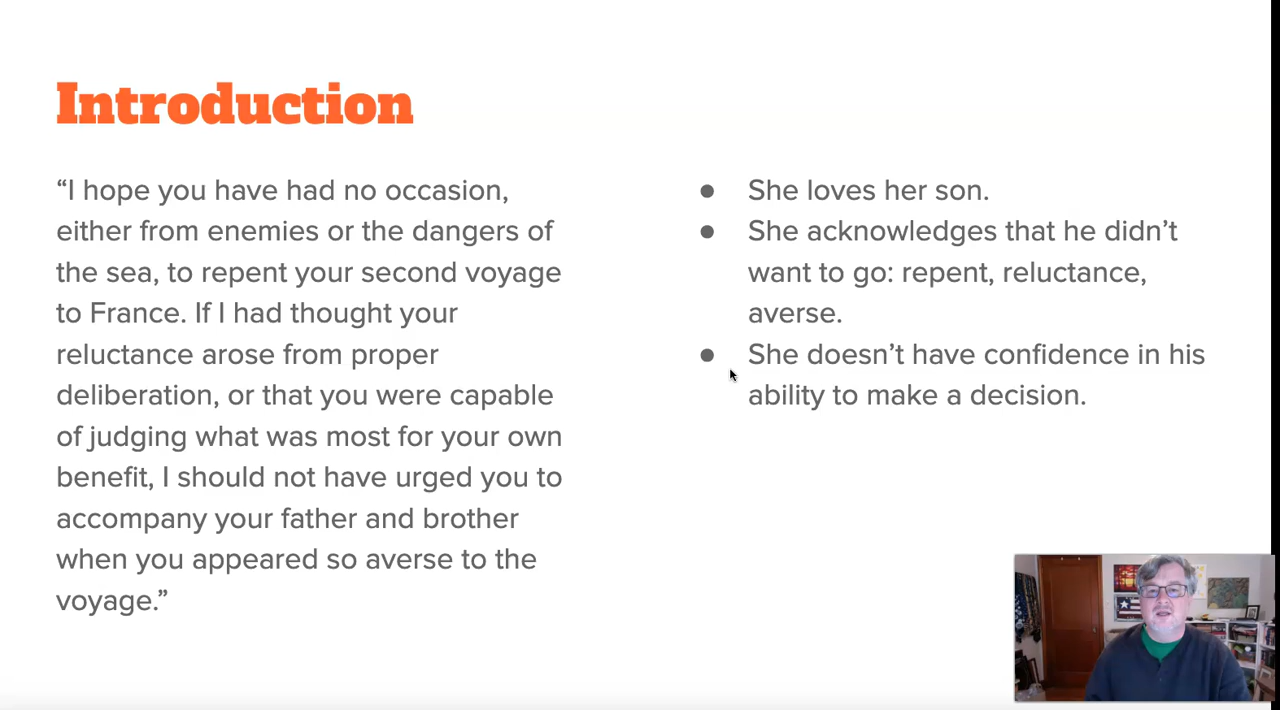 Introduction
“I hope you have had no occasion,
either from enemies or the dangers of
the sea, to repent your second voyage
to France. If I had thought your
reluctance arose from proper
deliberation, or that you were capable
of judging what was most for your own
benefit, I should not have urged you to
accompany your father and brother
when you appeared so averse to the
voyage.”
● She loves her son.
● She acknowledges that he didn’t
want to go: repent, reluctance,
averse.
● She doesn’t have confidence in his
ability to make a decision.